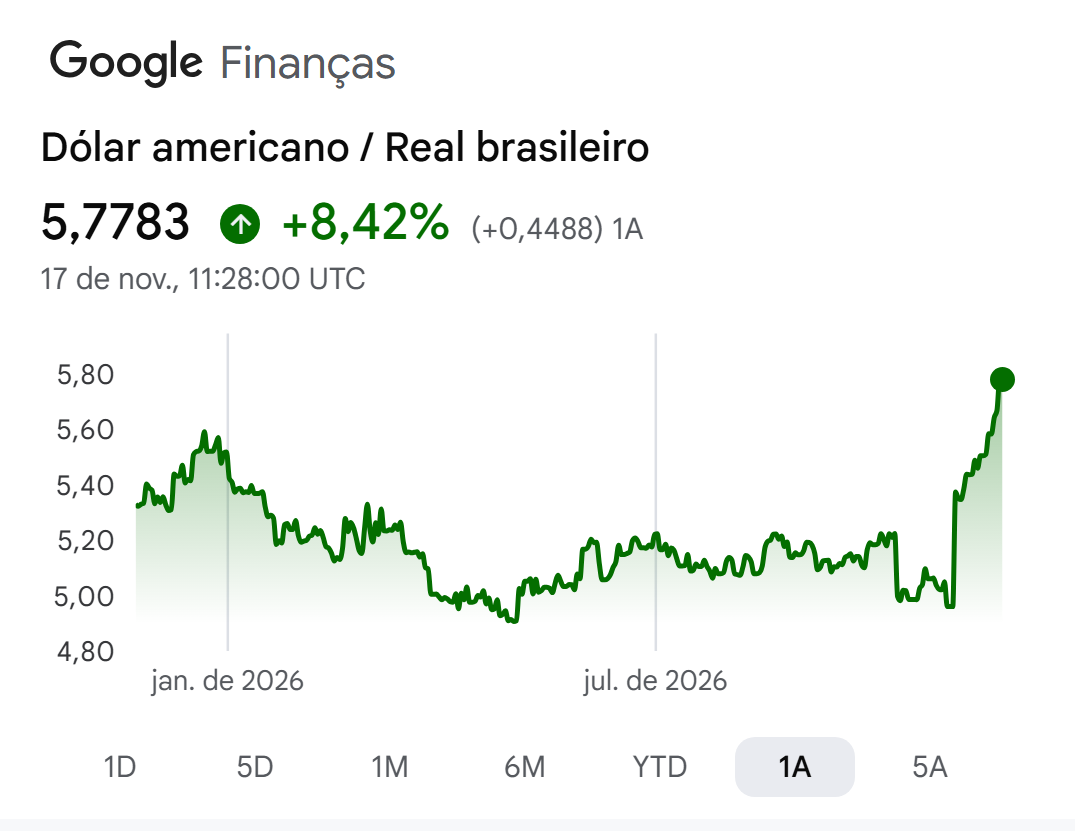 Google Finanças
Dólar americano / Real brasileiro
5,7783 +8,42% (+0,4488) 1A
17 de nov., 11:28:00 UTC
5,80
5,60
5,40
5,20
5,00
4,80
jan. de 2026 jul. de 2026
1D 5D 1M 6M YTD 1A 5A